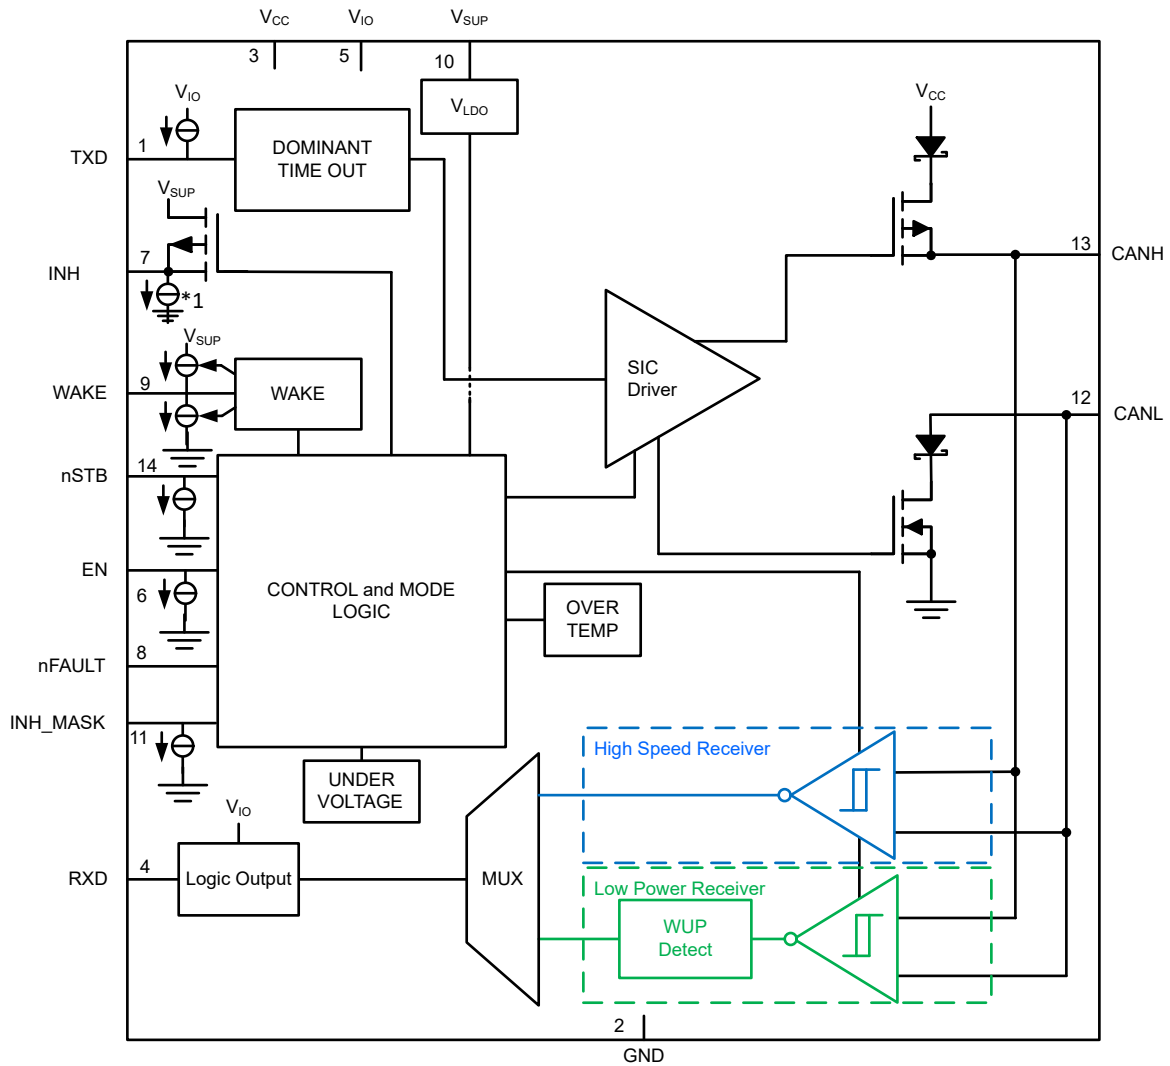 VCC
VIO
VSUP
3
5
10
VLDO
VIO
VCC
TXD
1
DOMINANT
TIME OUT
VSUP
INH
7
*1
13
CANH
VSUP
WAKE
9
WAKE
SIC
Driver
12
CANL
nSTB
14
EN
6
CONTROL and MODE
LOGIC
OVER
TEMP
nFAULT
8
INH_MASK
11
UNDER
VOLTAGE
High Speed Receiver
VIO
RXD
4
Logic Output
MUX
Low Power Receiver
WUP
Detect
2
GND